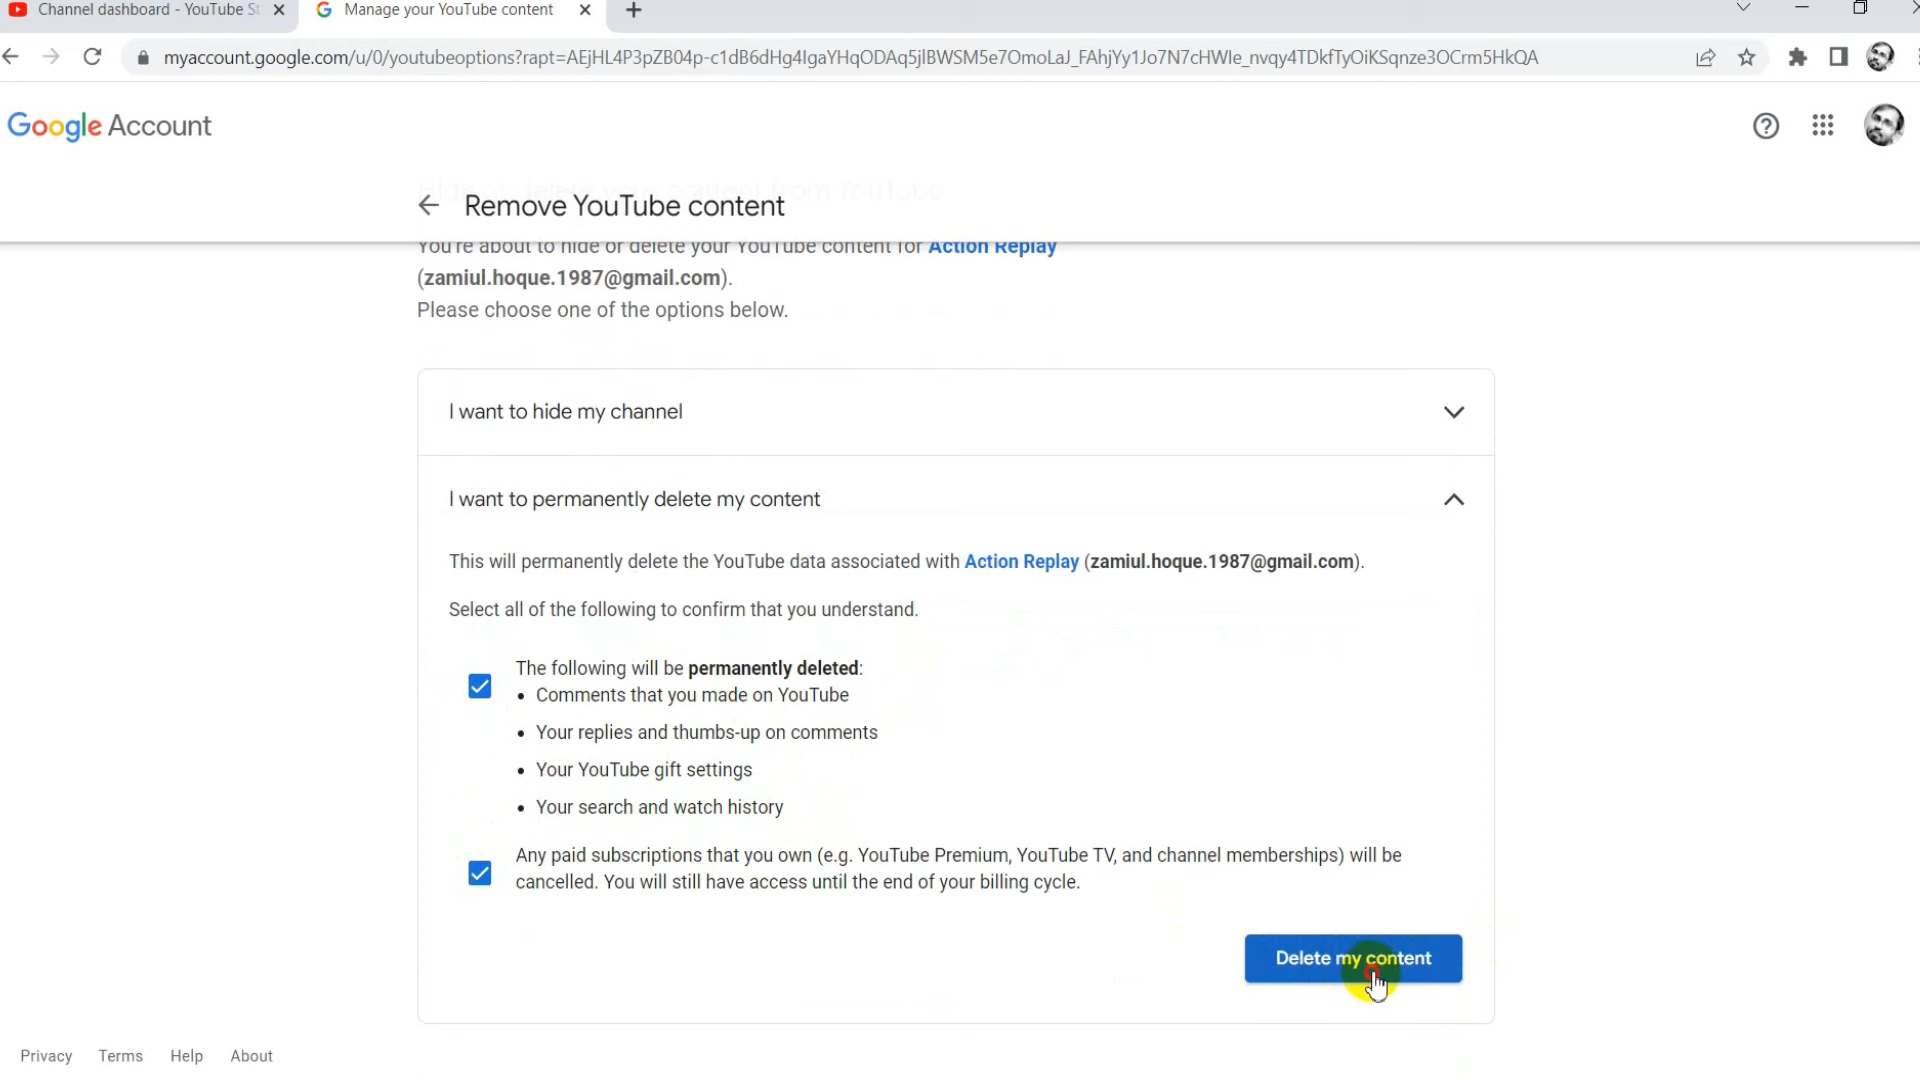 Channel dashboard - YouTube St
Manage your YouTube content
myaccount.google.com/u/0/youtubeoptions?rapt=AEjHL4P3pZB04p-c1dB6dHg4IgaYHqODAq5jlBWSM5e7OmoLaJ_FAhjYy1Jo7N7cHWIe_nvqy4TDkfTyOiKSqnze3OCrm5HkQA
Google Account
Remove YouTube content
You're about to hide or delete your YouTube content for Action Replay
(zamiul.hoque.1987@gmail.com).
Please choose one of the options below.
I want to hide my channel
I want to permanently delete my content
This will permanently delete the YouTube data associated with Action Replay (zamiul.hoque.1987@gmail.com).
Select all of the following to confirm that you understand.
The following will be permanently deleted:
• Comments that you made on YouTube
• Your replies and thumbs-up on comments
• Your YouTube gift settings
• Your search and watch history
Any paid subscriptions that you own (e.g. YouTube Premium, YouTube TV, and channel memberships) will be
cancelled. You will still have access until the end of your billing cycle.
Delete my content
Privacy Terms Help About